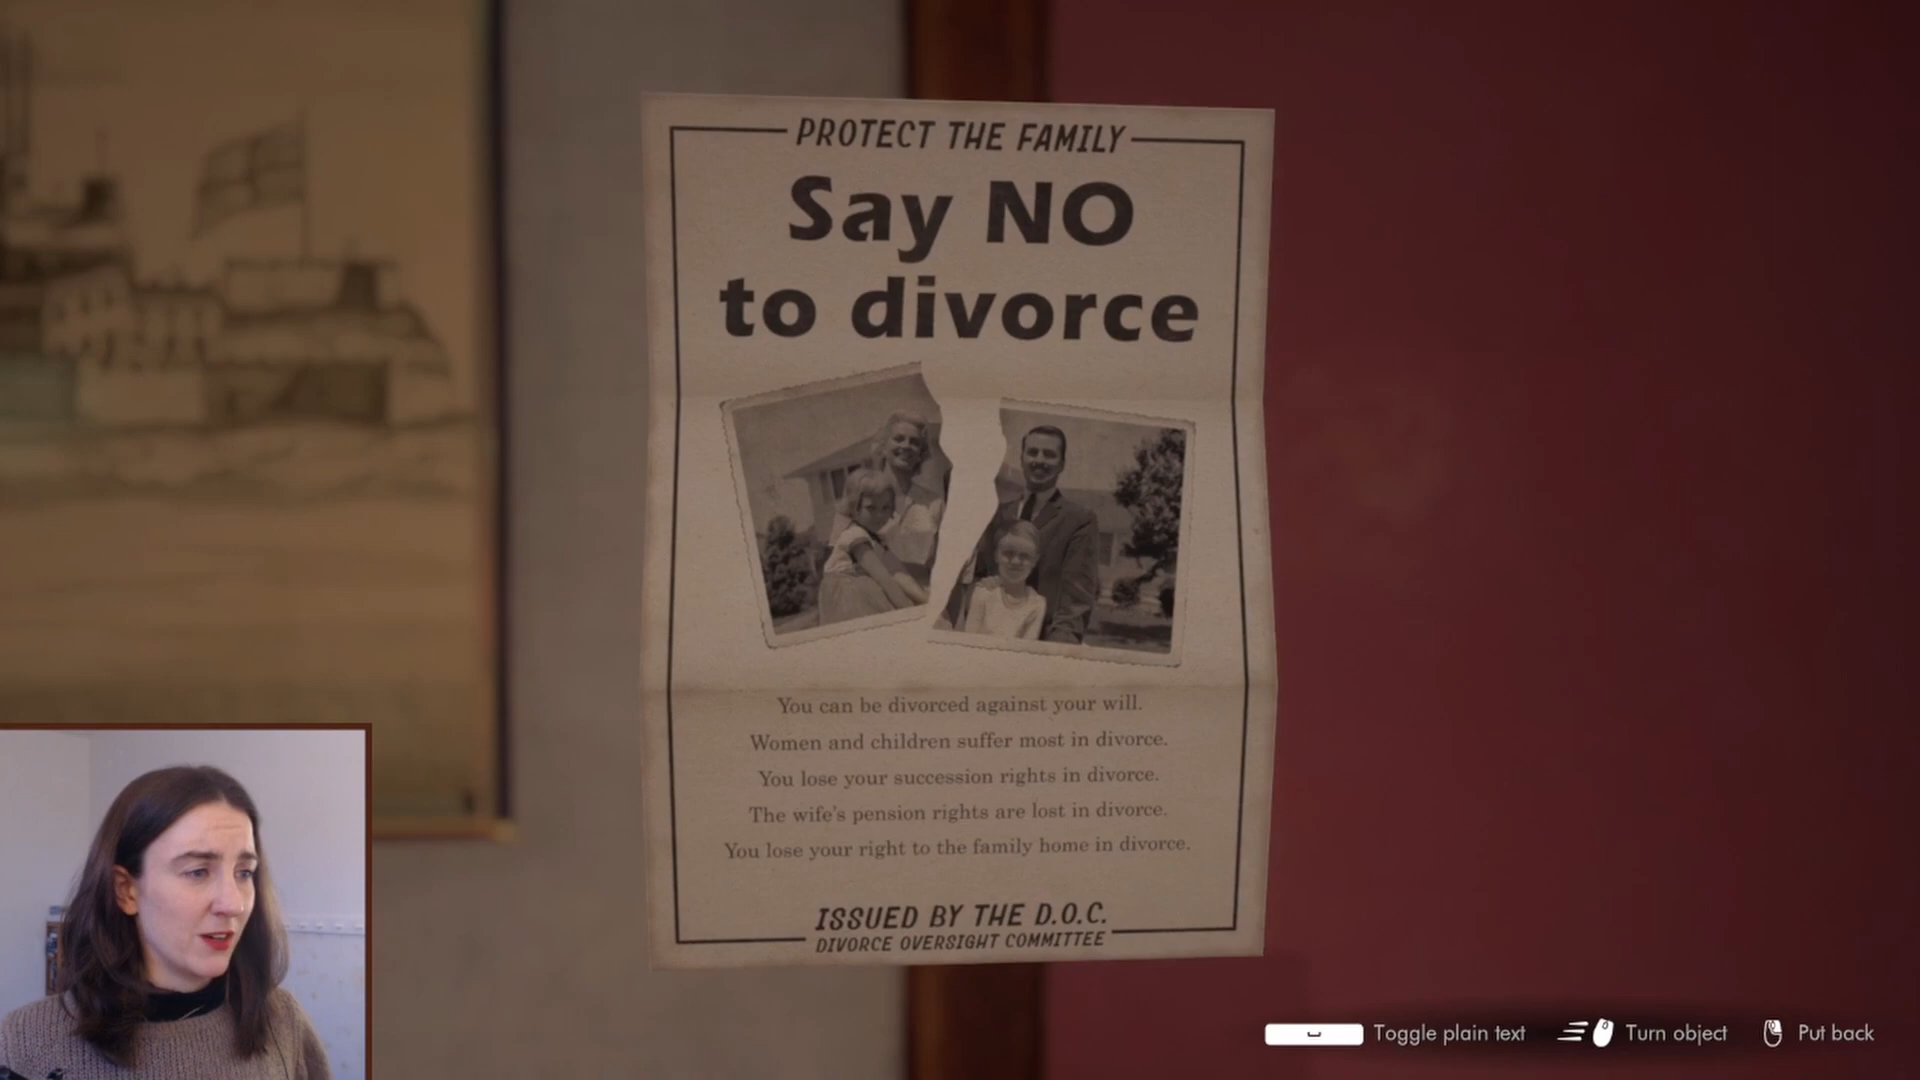 PROTECT THE FAMILY
Say NO
to divorce
You can be divorced against your will.
Women and children suffer most in divorce.
You lose your succession rights in divorce.
The wife's pension rights are lost in divorce.
You lose your right to the family home in divorce.
ISSUED BY THE D.O.C.
DIVORCE OVERSIGHT COMMITTEE
Toggle plain text
Turn object
Put back